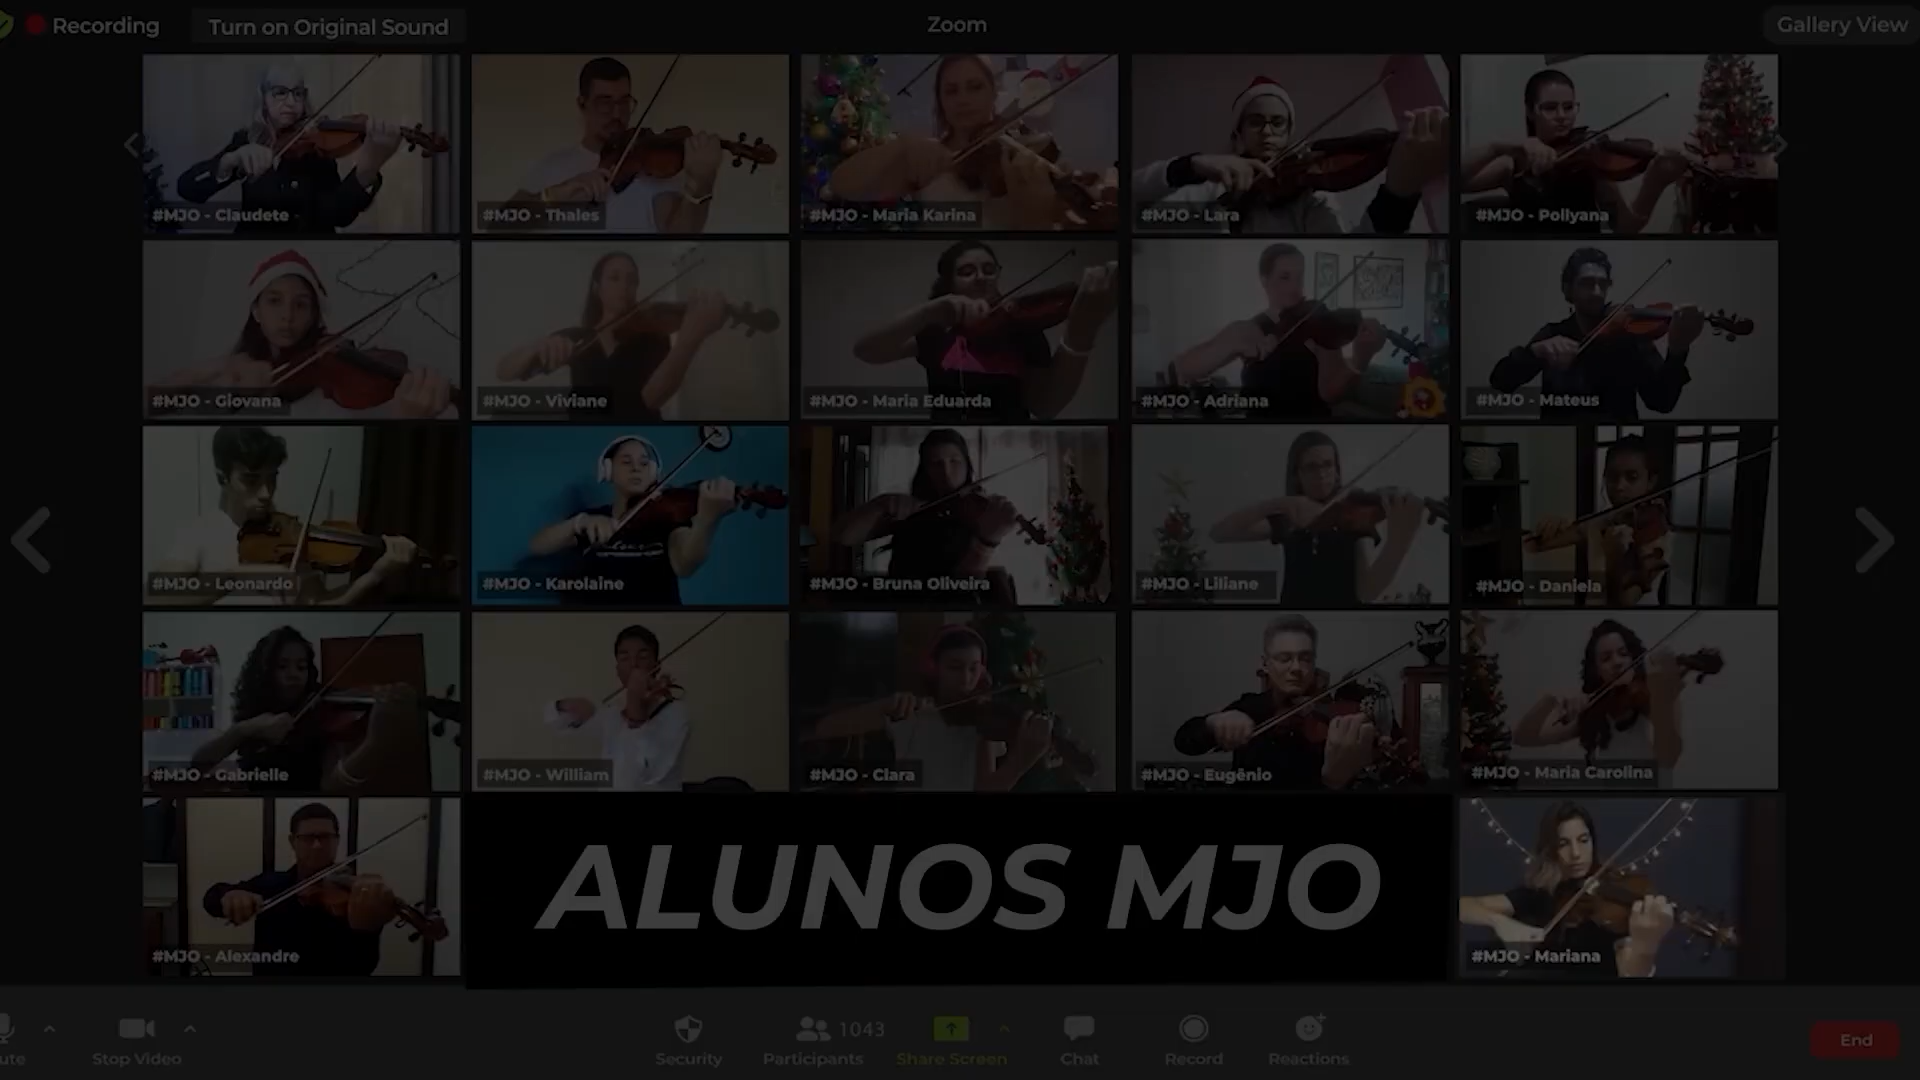 Recording
Turn on Original Sound
Zoom
Gallery View
#MJO - Claudete
#MJO - Thales
#MJO - Maria Karina
#MJO - Lara
#MJO - Pollyana
#MJO - Giovana
#MJO - Viviane
#MJO - Maria Eduarda
#MJO - Adriana
#MJO - Mateus
#MJO - Leonardo
#MJO - Karolaine
#MJO - Bruna Oliveira
#MJO - Liliane
#MJO - Daniela
#MJO - Gabrielle
#MJO - William
#MJO - Clara
#MJO - Eugênio
#MJO - Maria Carolina
#MJO - Alexandre
ALUNOS MJO
#MJO - Mariana
ute
Stop Video
Security
1043
Participants
Share Screen
Chat
Record
Reactions
End